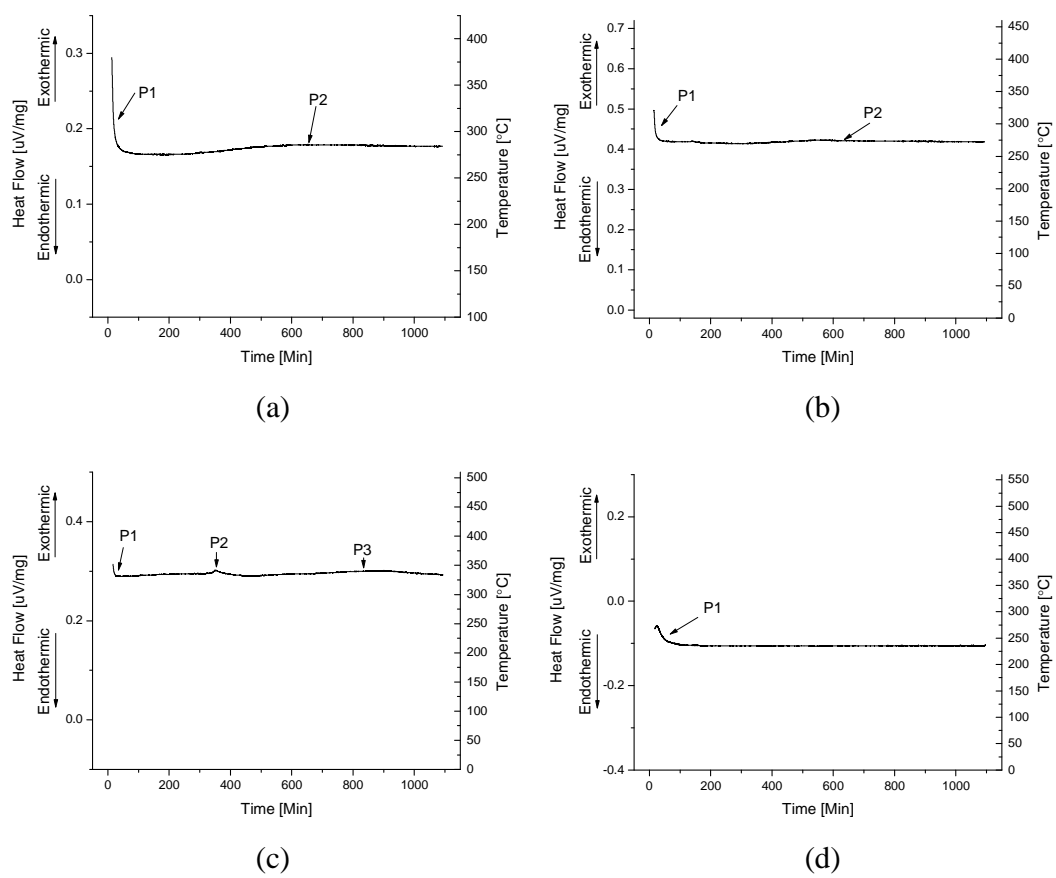 Heat Flow [uV/mg]
Endothermic
Exothermic
0.3
0.2
0.1
0.0
P1
P2
400
375
350
325
300
275
250
225
200
175
150
125
100
Temperature [°C]
0 200 400 600 800 1000
Time [Min]
(a)
Heat Flow [uV/mg]
Endothermic
Exothermic
0.7
0.6
0.5
0.4
0.3
0.2
0.1
0.0
P1
P2
450
400
350
300
250
200
150
100
50
0
Temperature [°C]
0 200 400 600 800 1000
Time [Min]
(b)
Heat Flow [uV/mg]
Endothermic
Exothermic
0.4
0.2
0.0
P1
P2
P3
500
450
400
350
300
250
200
150
100
50
0
Temperature [°C]
0 200 400 600 800 1000
Time [Min]
(c)
Heat Flow [uV/mg]
Endothermic
Exothermic
0.2
0.0
-0.2
-0.4
P1
550
500
450
400
350
300
250
200
150
100
50
0
Temperature [°C]
0 200 400 600 800 1000
Time [Min]
(d)